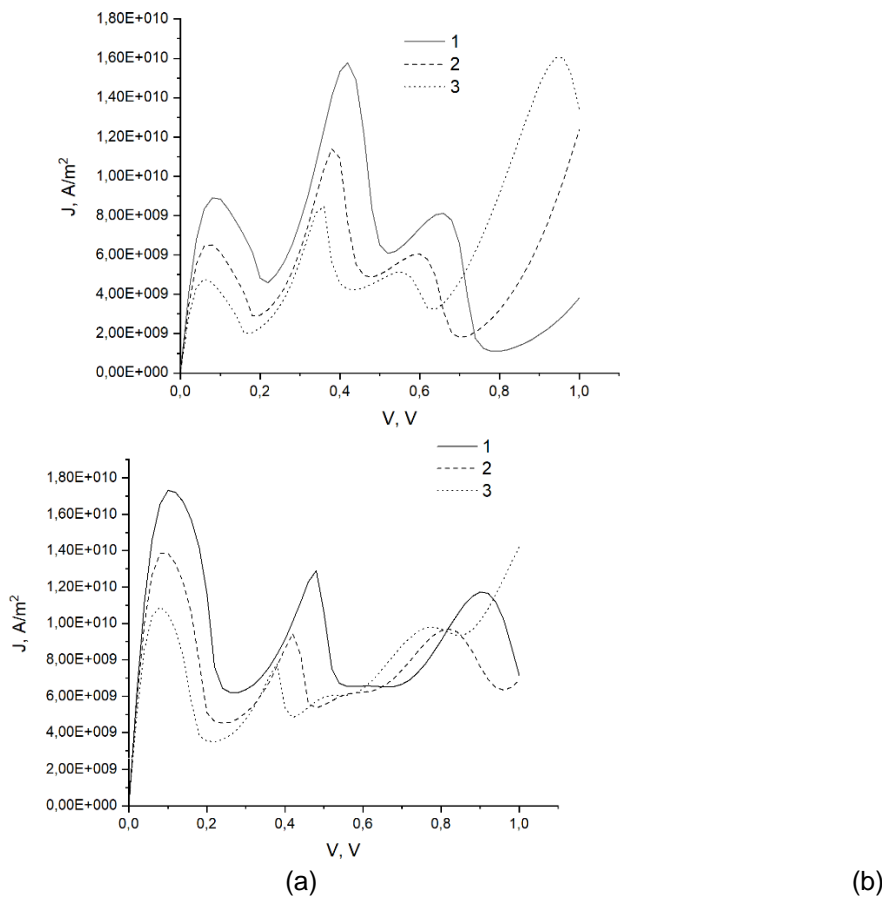 1,80E+010
1
1,60E+010
2
1,40E+010
3
1,20E+010
1,00E+010
8,00E+009
6,00E+009
4,00E+009
2,00E+009
0,00E+000
J, A/m²
0,0 0,2 0,4 0,6 0,8 1,0
V, V
1
2
3
1,80E+010
1,60E+010
1,40E+010
1,20E+010
1,00E+010
8,00E+009
6,00E+009
4,00E+009
2,00E+009
0,00E+000
J, A/m²
0,0 0,2 0,4 0,6 0,8 1,0
V, V
(a) (b)